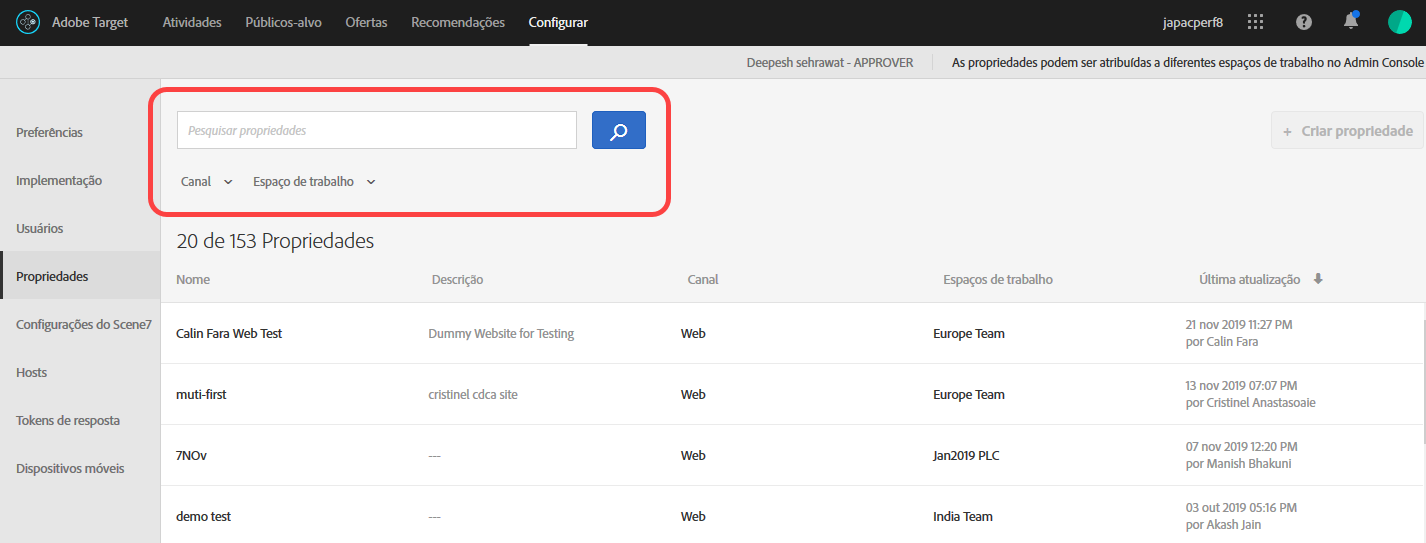 Adobe Target Atividades Públicos-alvo Ofertas Recomendações Configurar japacperf8
Deepesh sehrawat - APPROVER As propriedades podem ser atribuídas a diferentes espaços de trabalho no Admin Console
Preferências
Implementação
Usuários
Propriedades
Configurações do Scene7
Hosts
Tokens de resposta
Dispositivos móveis
Pesquisar propriedades
+ Criar propriedade
Canal Espaço de trabalho
20 de 153 Propriedades
Nome Descrição Canal Espaços de trabalho Última atualização
Calin Fara Web Test Dummy Website for Testing Web Europe Team 21 nov 2019 11:27 PM
por Calin Fara
muti-first cristinel cdca site Web Europe Team 13 nov 2019 07:07 PM
por Cristinel Anastasoaie
7NOv --- Web Jan2019 PLC 07 nov 2019 12:20 PM
por Manish Bhakuni
demo test --- Web India Team 03 out 2019 05:16 PM
por Akash Jain